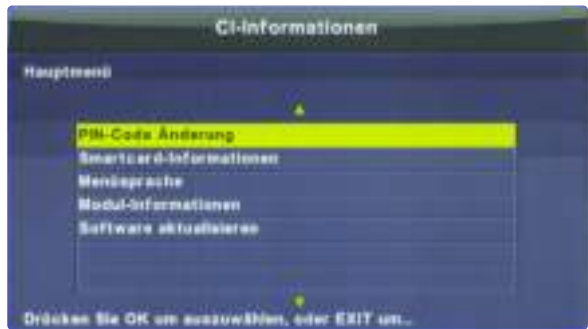 CI-Informationen
Hauptmenü
PIN-Code Änderung
Smartcard-Informationen
Menüsprache
Modul-Informationen
Software aktualisieren
Drücken Sie OK um auszuwählen, oder EXIT um..